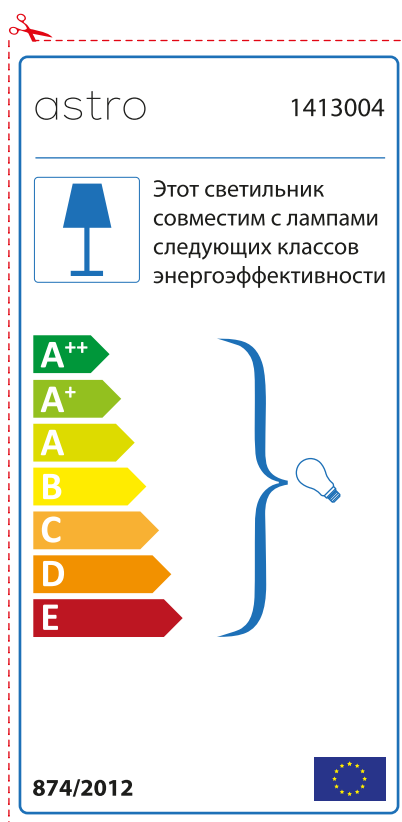 astro
1413004
Этот светильник
совместим с лампами
следующих классов
энергоэффективности
A++
A+
A
B
C
D
E
874/2012